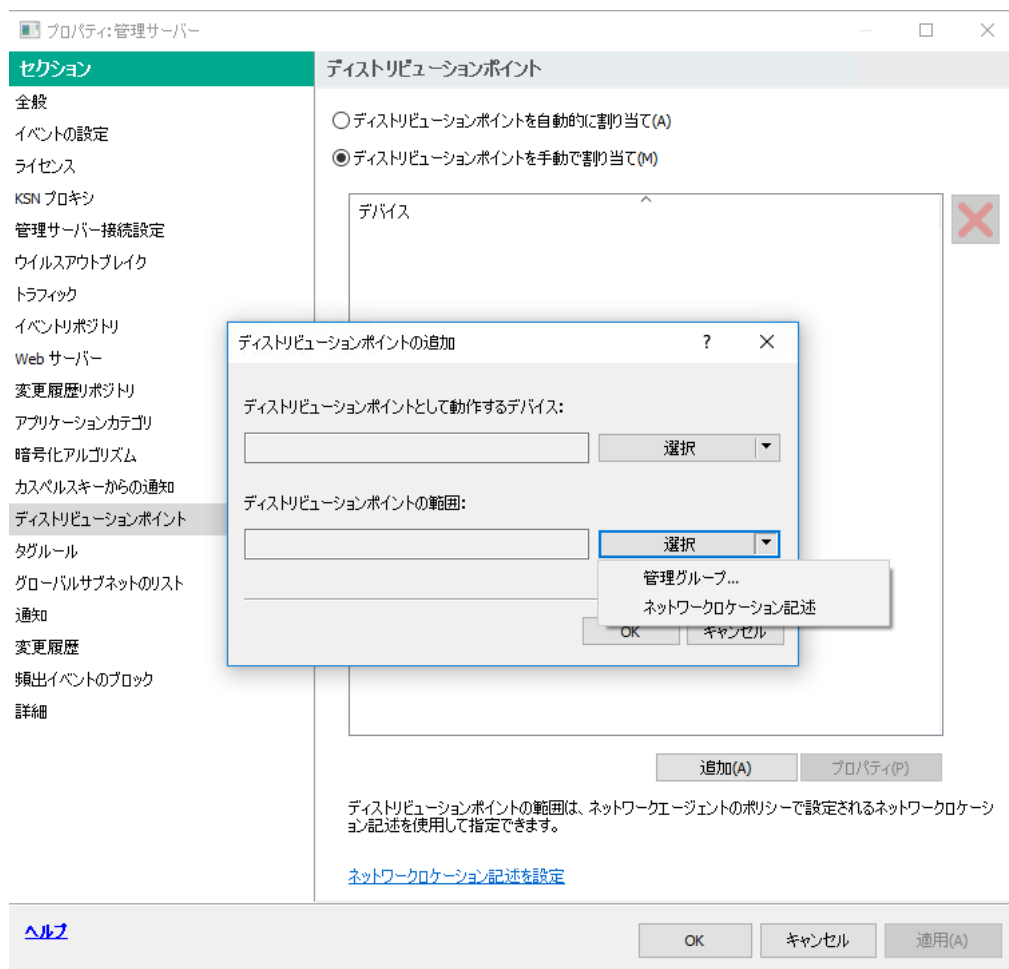 プロパティ:管理サーバー
セクション
全般
イベントの設定
ライセンス
KSN プロキシ
管理サーバー接続設定
ウイルスアウトブレイク
トラフィック
イベントリポジトリ
Web サーバー
変更履歴リポジトリ
アプリケーションカテゴリ
暗号化アルゴリズム
カスペルスキーからの通知
ディストリビューションポイント
タグルール
グローバルサブネットのリスト
通知
変更履歴
頻出イベントのブロック
詳細
ディストリビューションポイント
ディストリビューションポイントを自動的に割り当て(A)
ディストリビューションポイントを手動で割り当て(M)
デバイス
ディストリビューションポイントの追加
?
ディストリビューションポイントとして動作するデバイス:
選択
ディストリビューションポイントの範囲:
選択
管理グループ...
ネットワークロケーション記述
OK キャンセル
追加(A) プロパティ(P)
ディストリビューションポイントの範囲は、ネットワークエージェントのポリシーで設定されるネットワークロケーシ
ョン記述を使用して指定できます。
ネットワークロケーション記述を設定
ヘルプ
OK キャンセル 適用(A)